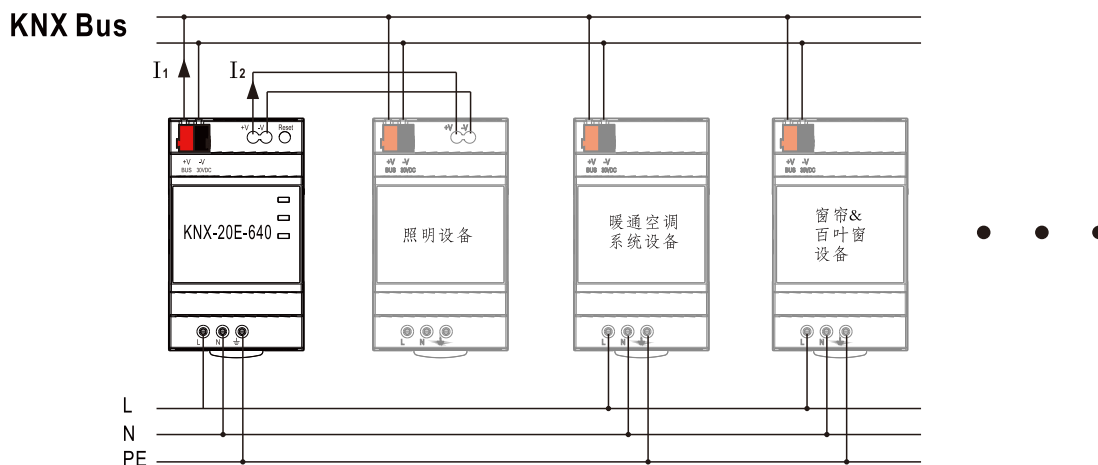 KNX Bus
I1
I2
+V -V Reset
+V -V
BUS 30VDC
KNX-20E-640
L N
+V -V
+V -V
BUS 30VDC
照明设备
L N
+V -V
BUS 30VDC
暖通空调
系统设备
L N
+V -V
BUS 30VDC
窗帘&
百叶窗
设备
L N
L
N
PE